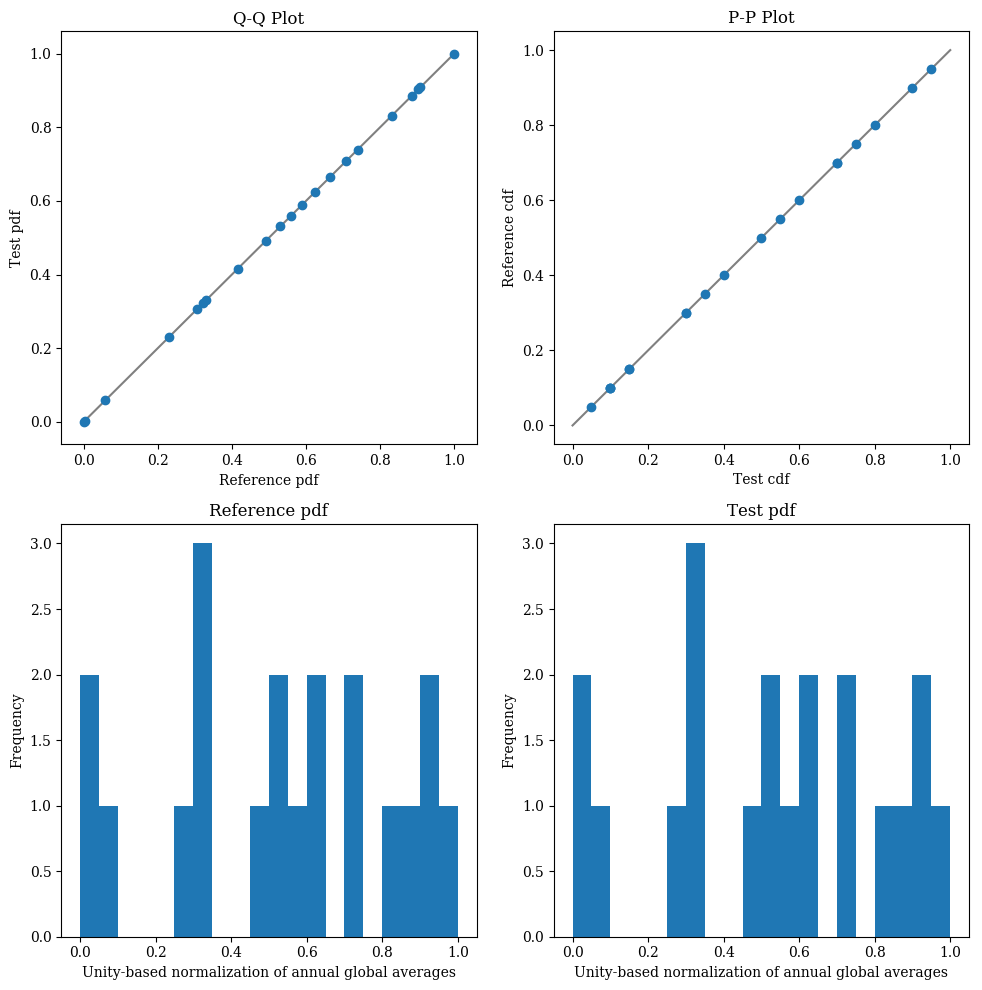 Q-Q Plot
1.0
0.8
0.6
0.4
0.2
0.0
Test pdf
0.0 0.2 0.4 0.6 0.8 1.0
Reference pdf
P-P Plot
1.0
0.8
0.6
0.4
0.2
0.0
Reference cdf
0.0 0.2 0.4 0.6 0.8 1.0
Test cdf
Reference pdf
3.0
2.5
2.0
1.5
1.0
0.5
0.0
Frequency
0.0 0.2 0.4 0.6 0.8 1.0
Unity-based normalization of annual global averages
Test pdf
3.0
2.5
2.0
1.5
1.0
0.5
0.0
Frequency
0.0 0.2 0.4 0.6 0.8 1.0
Unity-based normalization of annual global averages